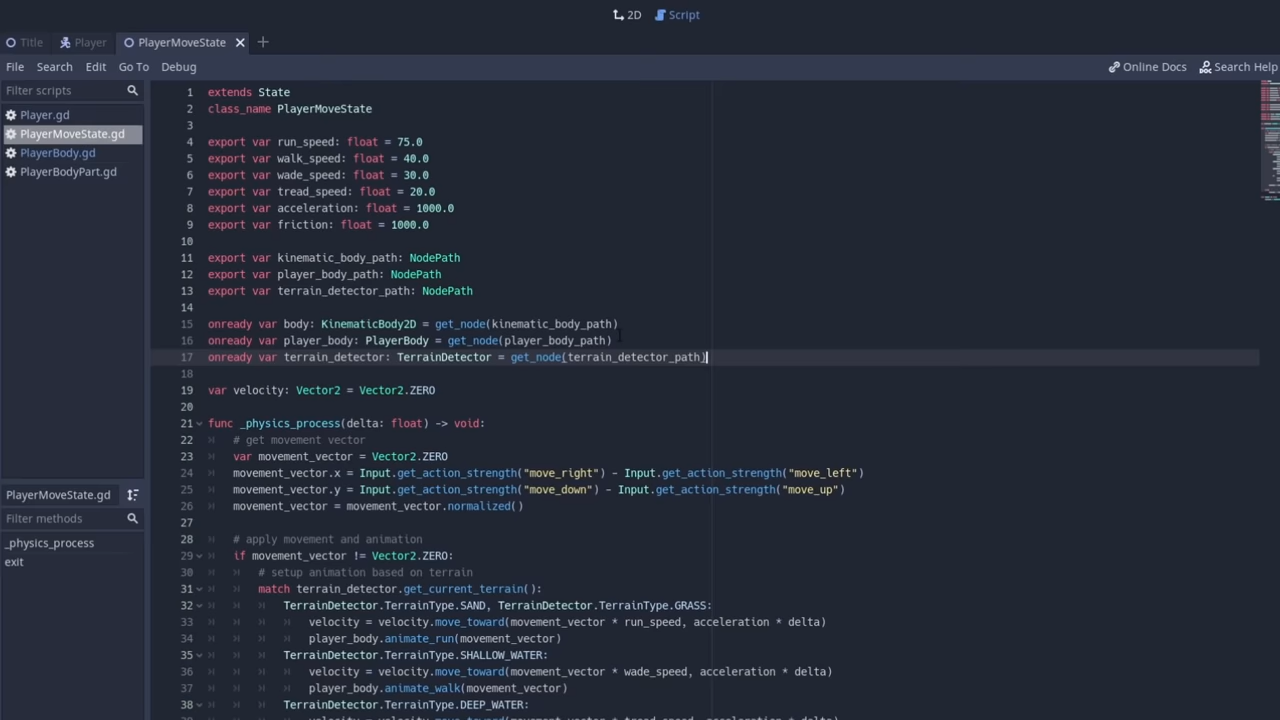 2D Script
Title Player PlayerMoveState
File Search Edit Go To Debug Online Docs Search Help
Filter scripts
Player.gd
PlayerMoveState.gd
PlayerBody.gd
PlayerBodyPart.gd
PlayerMoveState.gd
Filter methods
_physics_process
exit
1 extends State
2 class_name PlayerMoveState
3
4 export var run_speed: float = 75.0
5 export var walk_speed: float = 40.0
6 export var wade_speed: float = 30.0
7 export var tread_speed: float = 20.0
8 export var acceleration: float = 1000.0
9 export var friction: float = 1000.0
10
11 export var kinematic_body_path: NodePath
12 export var player_body_path: NodePath
13 export var terrain_detector_path: NodePath
14
15 onready var body: KinematicBody2D = get_node(kinematic_body_path)
16 onready var player_body: PlayerBody = get_node(player_body_path)
17 onready var terrain_detector: TerrainDetector = get_node(terrain_detector_path)
18
19 var velocity: Vector2 = Vector2.ZERO
20
21 func _physics_process(delta: float) -> void:
22 # get movement vector
23 var movement_vector = Vector2.ZERO
24 movement_vector.x = Input.get_action_strength("move_right") - Input.get_action_strength("move_left")
25 movement_vector.y = Input.get_action_strength("move_down") - Input.get_action_strength("move_up")
26 movement_vector = movement_vector.normalized()
27
28 # apply movement and animation
29 if movement_vector != Vector2.ZERO:
30 # setup animation based on terrain
31 match terrain_detector.get_current_terrain():
32 TerrainDetector.TerrainType.SAND, TerrainDetector.TerrainType.GRASS:
33 velocity = velocity.move_toward(movement_vector * run_speed, acceleration * delta)
34 player_body.animate_run(movement_vector)
35 TerrainDetector.TerrainType.SHALLOW_WATER:
36 velocity = velocity.move_toward(movement_vector * wade_speed, acceleration * delta)
37 player_body.animate_walk(movement_vector)
38 TerrainDetector.TerrainType.DEEP_WATER: